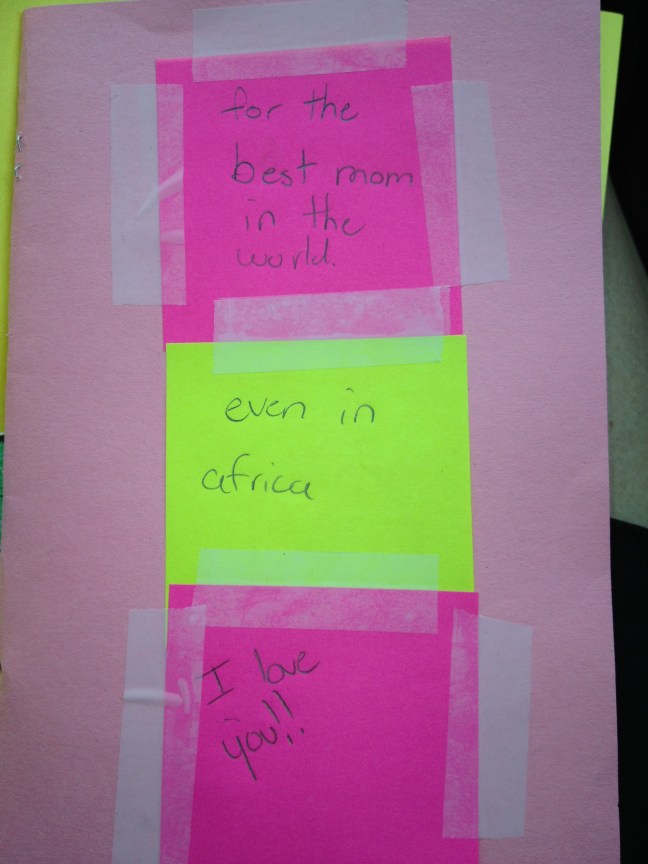 for the
best mom
in the
world.
even in
africa
I love
you!!